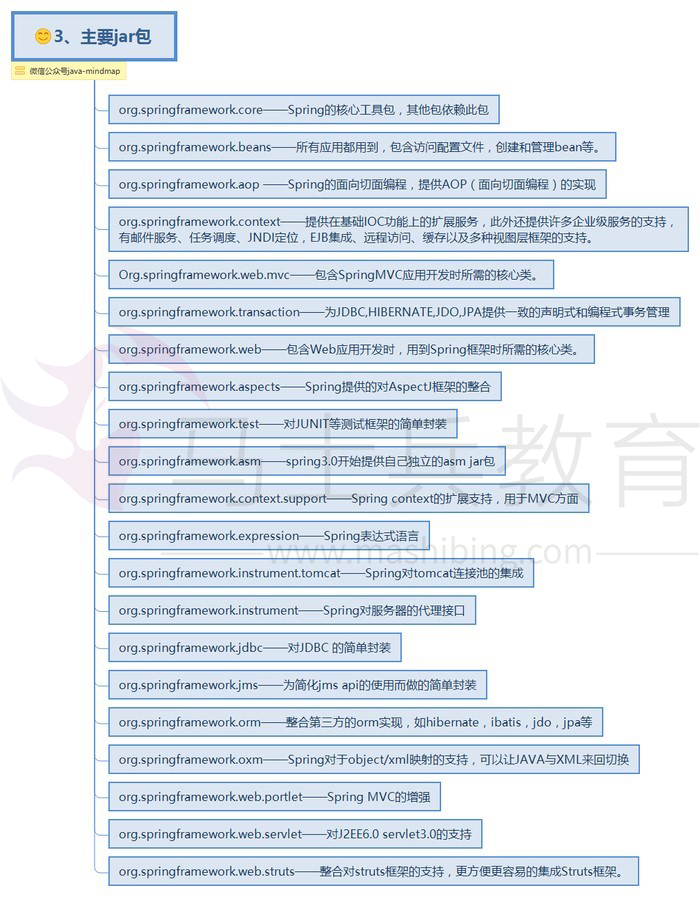 3、主要jar包
微信公众号java-mindmap
org.springframework.core——Spring的核心工具包，其他包依赖此包
org.springframework.beans——所有应用都用到，包含访问配置文件，创建和管理bean等。
org.springframework.aop ——Spring的面向切面编程，提供AOP（面向切面编程）的实现
org.springframework.context——提供在基础IOC功能上的扩展服务，此外还提供许多企业级服务的支持，
有邮件服务、任务调度、JNDI定位，EJB集成、远程访问、缓存以及多种视图层框架的支持。
Org.springframework.web.mvc——包含SpringMVC应用开发时所需的核心类。
org.springframework.transaction——为JDBC,HIBERNATE,JDO,JPA提供一致的声明式和编程式事务管理
org.springframework.web——包含Web应用开发时，用到Spring框架时所需的核心类。
org.springframework.aspects——Spring提供的对AspectJ框架的整合
org.springframework.test——对JUNIT等测试框架的简单封装
org.springframework.asm——spring3.0开始提供自己独立的asm jar包
org.springframework.context.support——Spring context的扩展支持，用于MVC方面
org.springframework.expression——Spring表达式语言
org.springframework.instrument.tomcat——Spring对tomcat连接池的集成
org.springframework.instrument——Spring对服务器的代理接口
org.springframework.jdbc——对JDBC 的简单封装
org.springframework.jms——为简化jms api的使用而做的简单封装
org.springframework.orm——整合第三方的orm实现，如hibernate，ibatis，jdo，jpa等
org.springframework.oxm——Spring对于object/xml映射的支持，可以让JAVA与XML来回切换
org.springframework.web.portlet——Spring MVC的增强
org.springframework.web.servlet——对J2EE6.0 servlet3.0的支持
org.springframework.web.struts——整合对struts框架的支持，更方便更容易的集成Struts框架。
马士兵教育
www.mashibing.com